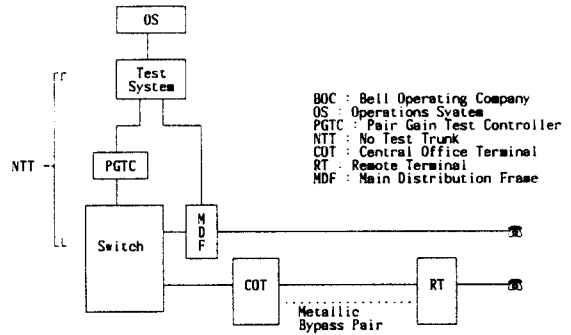 OS
Test
System
BOC : Bell Operating Company
OS : Operations System
PGTC : Pair Gain Test Controller
NTT : No Test Trunk
COT : Central Office Terminal
RT : Remote Terminal
MDF : Main Distribution Frame
NTT
PGTC
Switch
M
D
F
COT
RT
Metallic
Bypass Pair